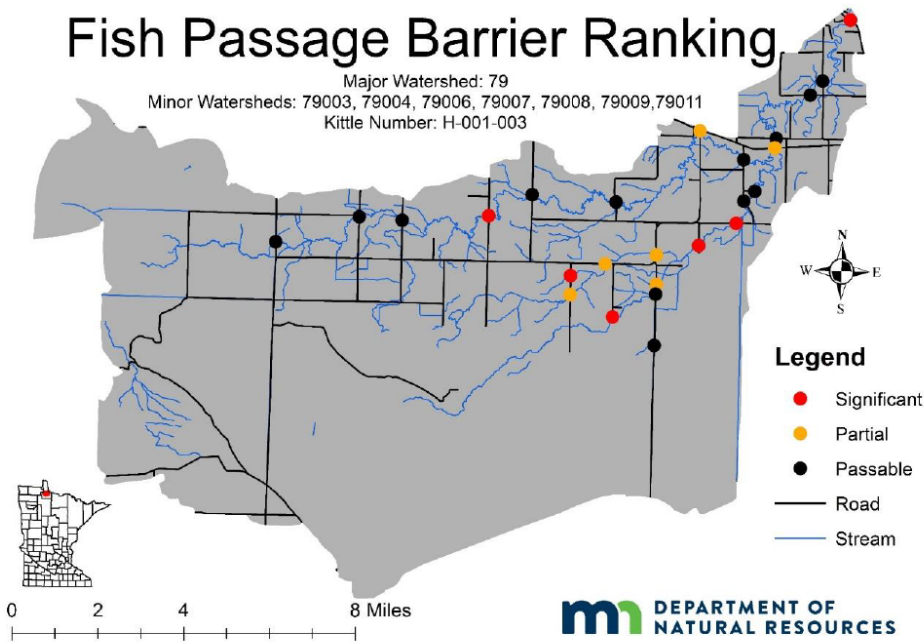 Fish Passage Barrier Ranking
Major Watershed: 79
Minor Watersheds: 79003, 79004, 79006, 79007, 79008, 79009,79011
Kittle Number: H-001-003
N
W E
S
Legend
Significant
Partial
Passable
Road
Stream
0 2 4 8 Miles
mn DEPARTMENT OF
NATURAL RESOURCES